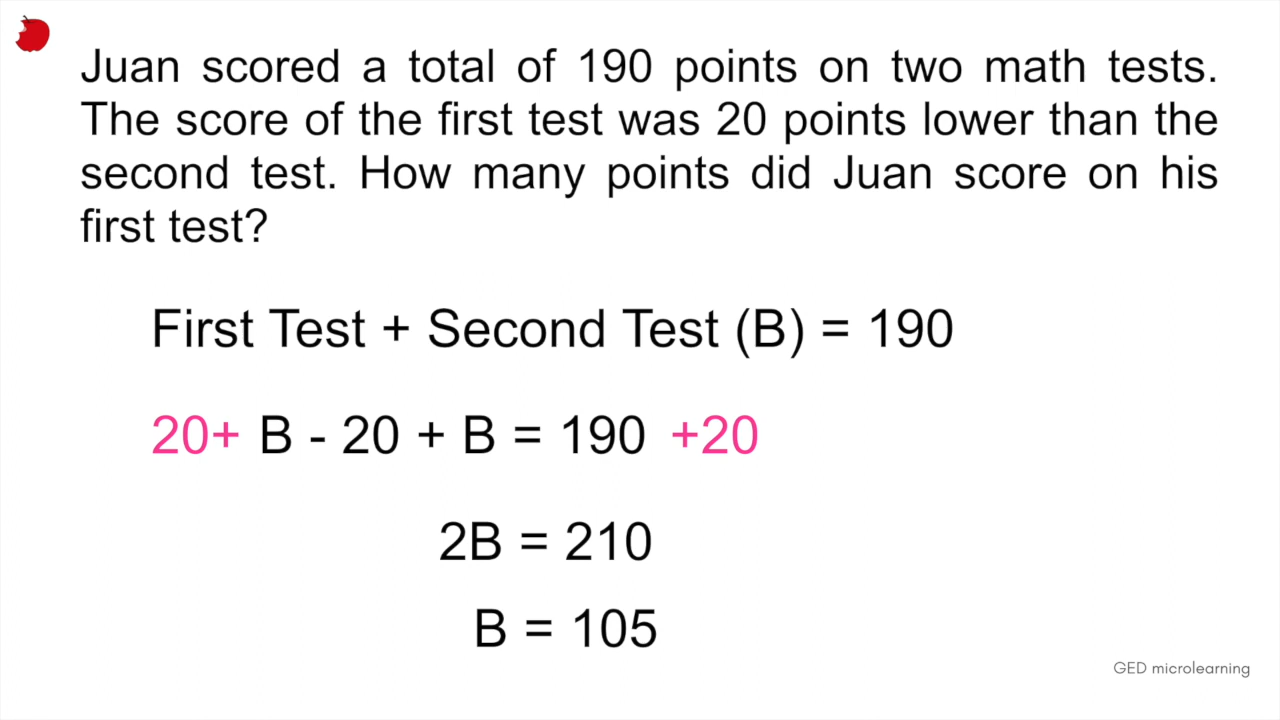 Juan scored a total of 190 points on two math tests.
The score of the first test was 20 points lower than the
second test. How many points did Juan score on his
first test?
First Test + Second Test (B) = 190
20+ B - 20 + B = 190 +20
2B = 210
B = 105
GED microlearning